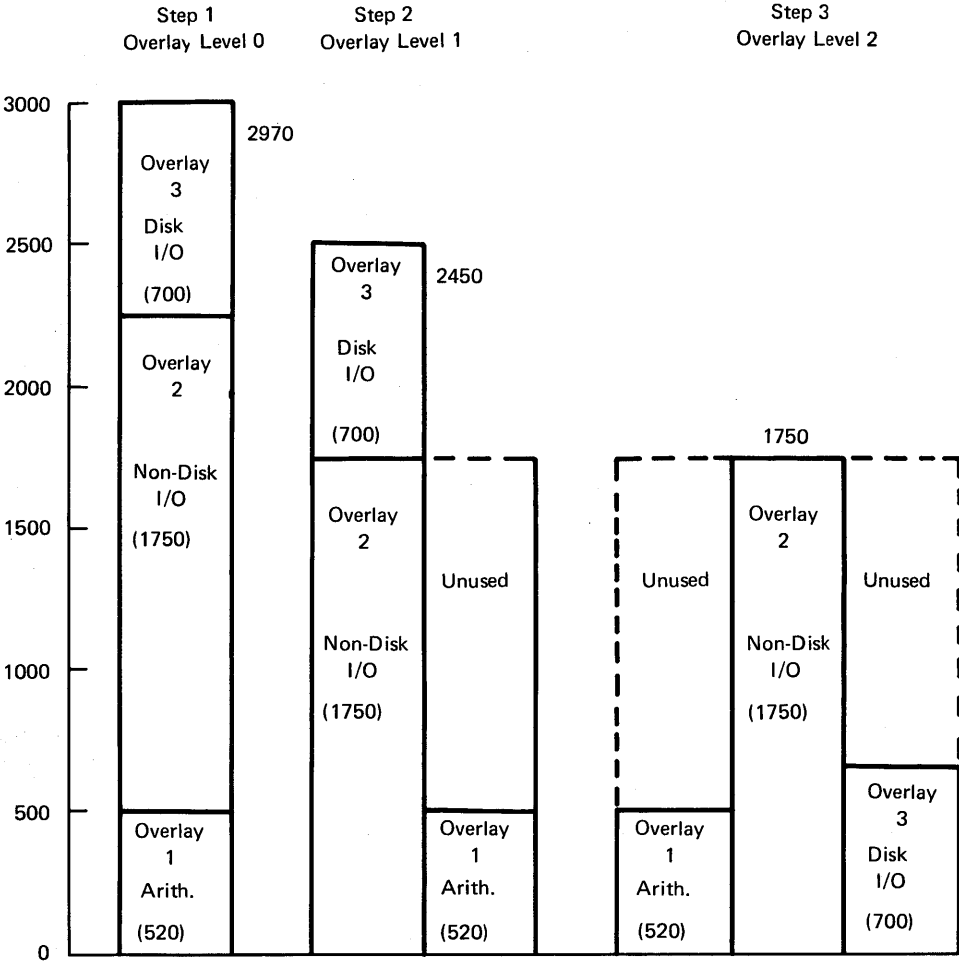 Step 1
Overlay Level 0
Step 2
Overlay Level 1
Step 3
Overlay Level 2
3000
2500
2000
1500
1000
500
0
2970
Overlay
3
Disk
I/O
(700)
Overlay
2
Non-Disk
I/O
(1750)
Overlay
1
Arith.
(520)
2450
Overlay
3
Disk
I/O
(700)
Overlay
2
Non-Disk
I/O
(1750)
Unused
Overlay
1
Arith.
(520)
1750
Unused
Overlay
1
Arith.
(520)
Overlay
2
Non-Disk
I/O
(1750)
Unused
Overlay
3
Disk
I/O
(700)